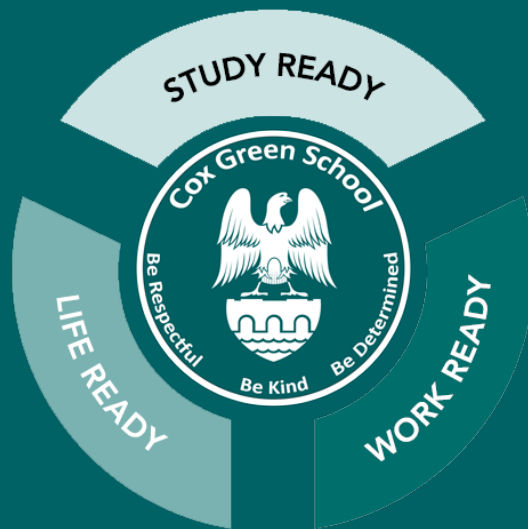 STUDY READY
Cox Green School
Be Respectful
Be Kind
Be Determined
LIFE READY
WORK READY